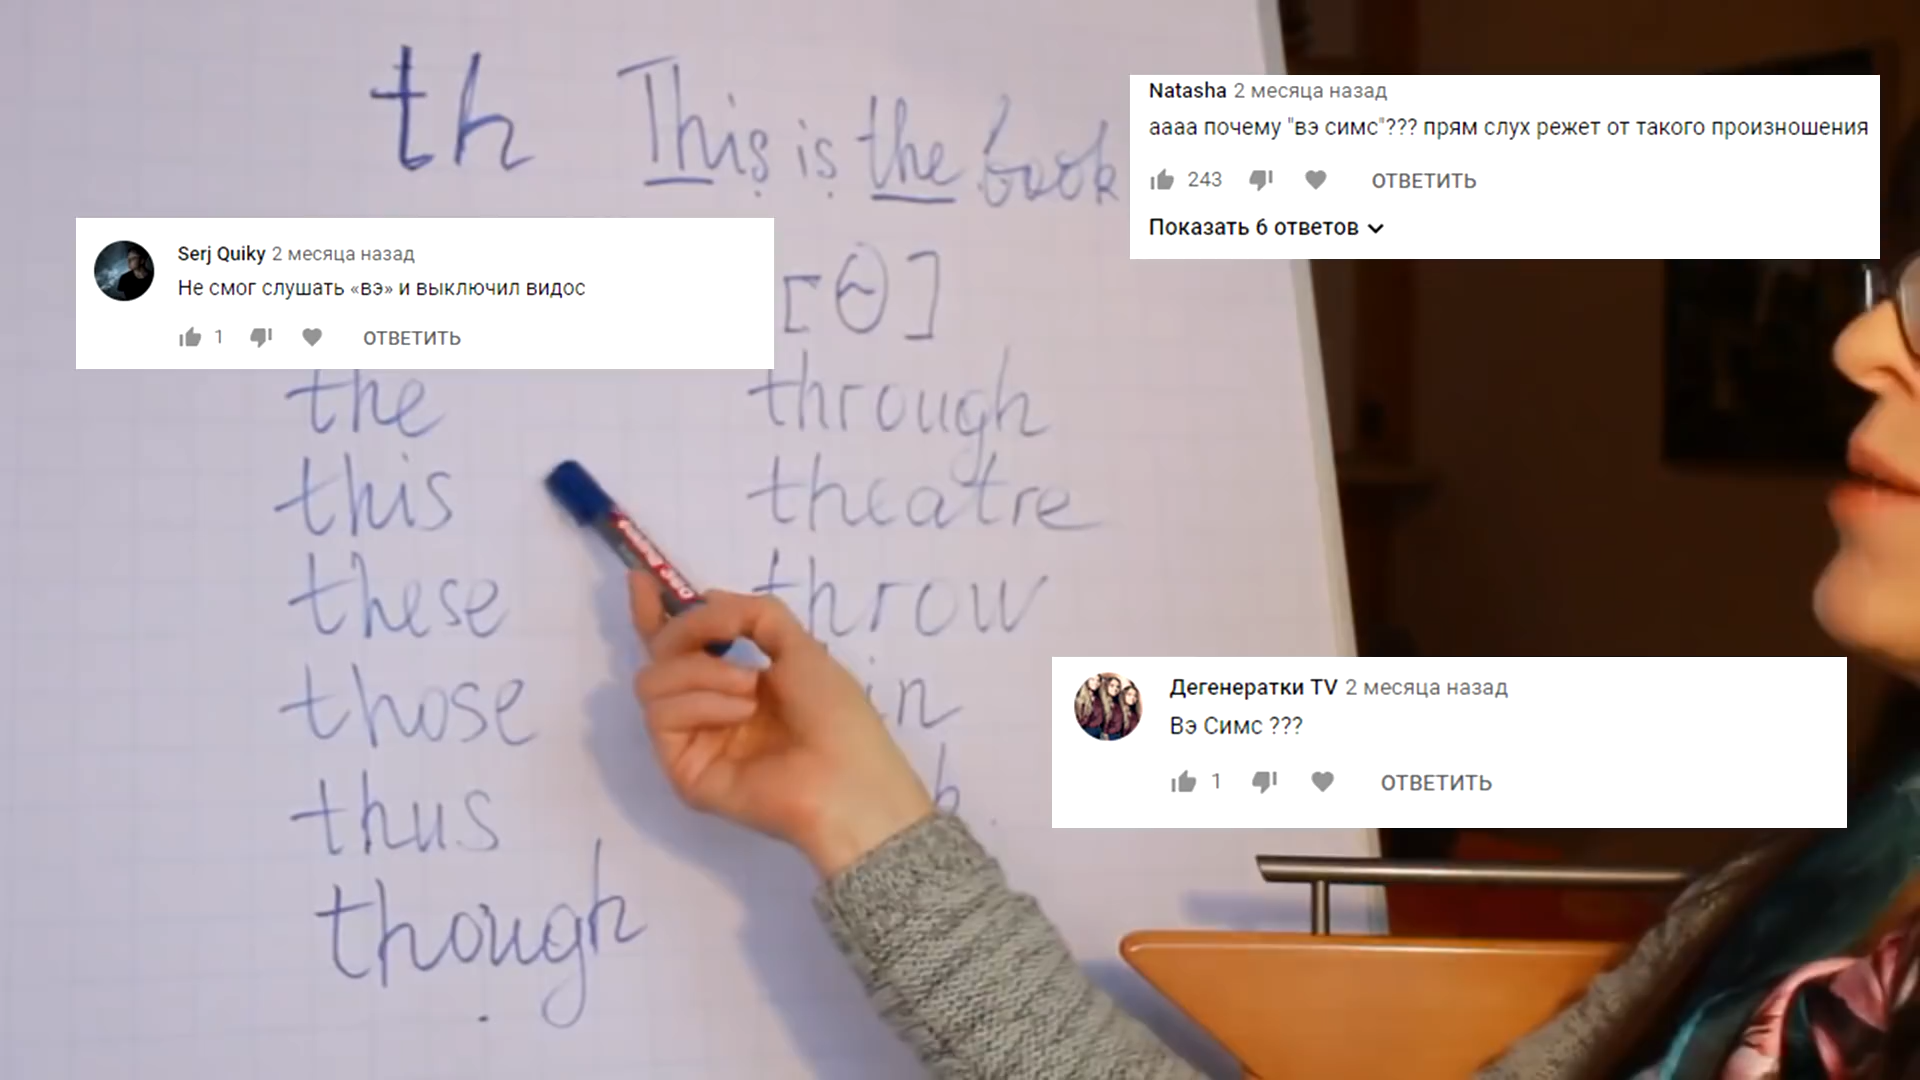 th
This is the book
Natasha 2 месяца назад
аааа почему "вэ симс"??? прям слух режет от такого произношения
243 ОТВЕТИТЬ
Показать 6 ответов
Serj Quiky 2 месяца назад
Не смог слушать «вэ» и выключил видос
1 ОТВЕТИТЬ
[θ]
the
this
these
those
thus
though
through
theatre
throw
Дегенератки TV 2 месяца назад
Вэ Симс ???
1 ОТВЕТИТЬ